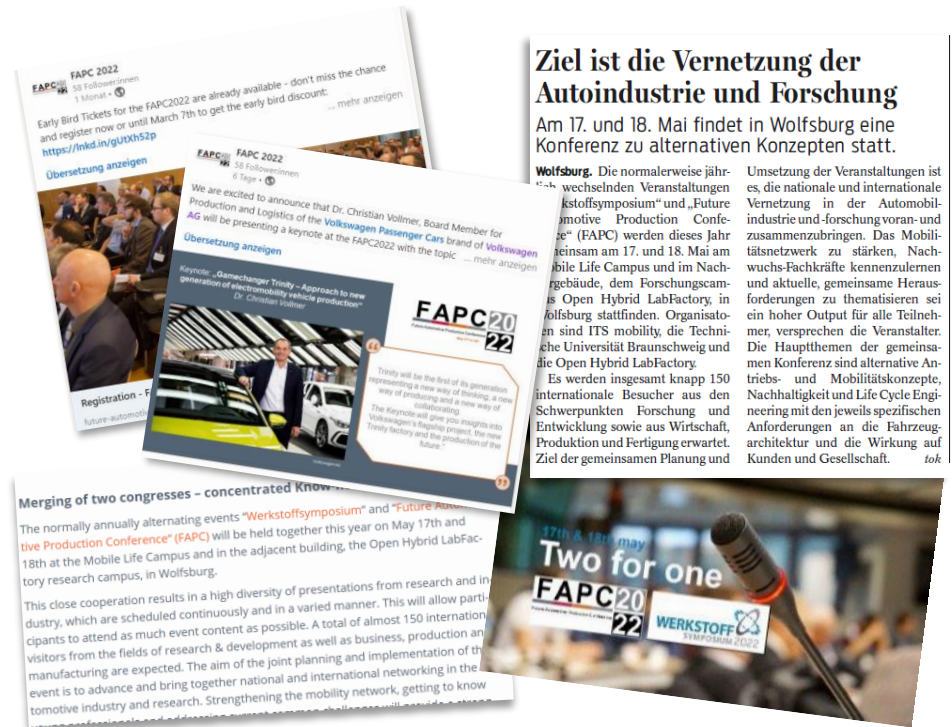 FAPC 2022
58 Follower:innen
1 Monat •
Early Bird Tickets for the FAPC2022 are already available - don't miss the chance
and register now or until March 7th to get the early bird discount:
https://lnkd.in/gUtXh52p
... mehr anzeigen
Übersetzung anzeigen
Registration - F
future-automotiv
FAPC 2022
58 Follower:innen
6 Tage •
We are excited to announce that Dr. Christian Vollmer, Board Member for
Production and Logistics of the Volkswagen Passenger Cars brand of Volkswagen
AG will be presenting a keynote at the FAPC2022 with the topic
... mehr anzeigen
Übersetzung anzeigen
Keynote: „Gamechanger Trinity – Approach to new
generation of electromobility vehicle production“
Dr. Christian Vollmer
FAPC 20
22
Future Automotive Production Conference
Trinity will be the first of its generation
representing a new way of thinking, a new
way of producing and a new way of
collaborating.
The Keynote will give you insights into
Volkswagen's flagship project, the new
Trinity factory and the production of the
future."
Ziel ist die Vernetzung der
Autoindustrie und Forschung
Am 17. und 18. Mai findet in Wolfsburg eine
Konferenz zu alternativen Konzepten statt.
Wolfsburg. Die normalerweise jähr-
lich wechselnden Veranstaltungen
kstoffsymposium“ und „Future
omotive Production Confe-
ce“ (FAPC) werden dieses Jahr
meinsam am 17. und 18. Mai am
bile Life Campus und im Nach-
rgebäude, dem Forschungscam-
s Open Hybrid LabFactory, in
Wolfsburg stattfinden. Organisato-
en sind ITS mobility, die Techni-
che Universität Braunschweig und
die Open Hybrid LabFactory.
Es werden insgesamt knapp 150
internationale Besucher aus den
Schwerpunkten Forschung und
Entwicklung sowie aus Wirtschaft,
Produktion und Fertigung erwartet.
Ziel der gemeinsamen Planung und
Umsetzung der Veranstaltungen ist
es, die nationale und internationale
Vernetzung in der Automobil-
industrie und -forschung voran- und
zusammenzubringen. Das Mobili-
tätsnetzwerk zu stärken, Nach-
wuchs-Fachkräfte kennenzulernen
und aktuelle, gemeinsame Heraus-
forderungen zu thematisieren sei
ein hoher Output für alle Teilneh-
mer, versprechen die Veranstalter.
Die Hauptthemen der gemeinsa-
men Konferenz sind alternative An-
triebs- und Mobilitätskonzepte,
Nachhaltigkeit und Life Cycle Engi-
neering mit den jeweils spezifischen
Anforderungen an die Fahrzeug-
architektur und die Wirkung auf
Kunden und Gesellschaft. tok
Merging of two congresses – concentrated Know-
The normally annually alternating events "Werkstoffsymposium" and "Future Autom
tive Production Conference" (FAPC) will be held together this year on May 17th and
18th at the Mobile Life Campus and in the adjacent building, the Open Hybrid LabFac-
tory research campus, in Wolfsburg.
This close cooperation results in a high diversity of presentations from research and in-
dustry, which are scheduled continuously and in a varied manner. This will allow parti-
cipants to attend as much event content as possible. A total of almost 150 internation
visitors from the fields of research & development as well as business, production an
manufacturing are expected. The aim of the joint planning and implementation of th
event is to advance and bring together national and international networking in the a
tomotive industry and research. Strengthening the mobility network, getting to know
17th & 18th may
Two for one
FAPC 20
22
Future Automotive Production Conference
WERKSTOFF
SYMPOSIUM 2022